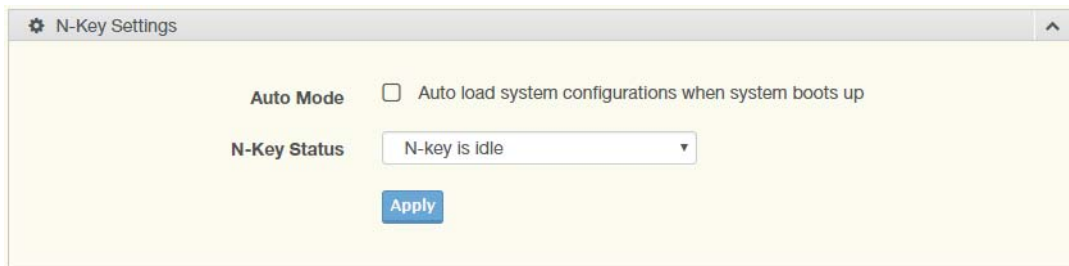 N-Key Settings
Auto Mode Auto load system configurations when system boots up
N-Key Status N-key is idle
Apply